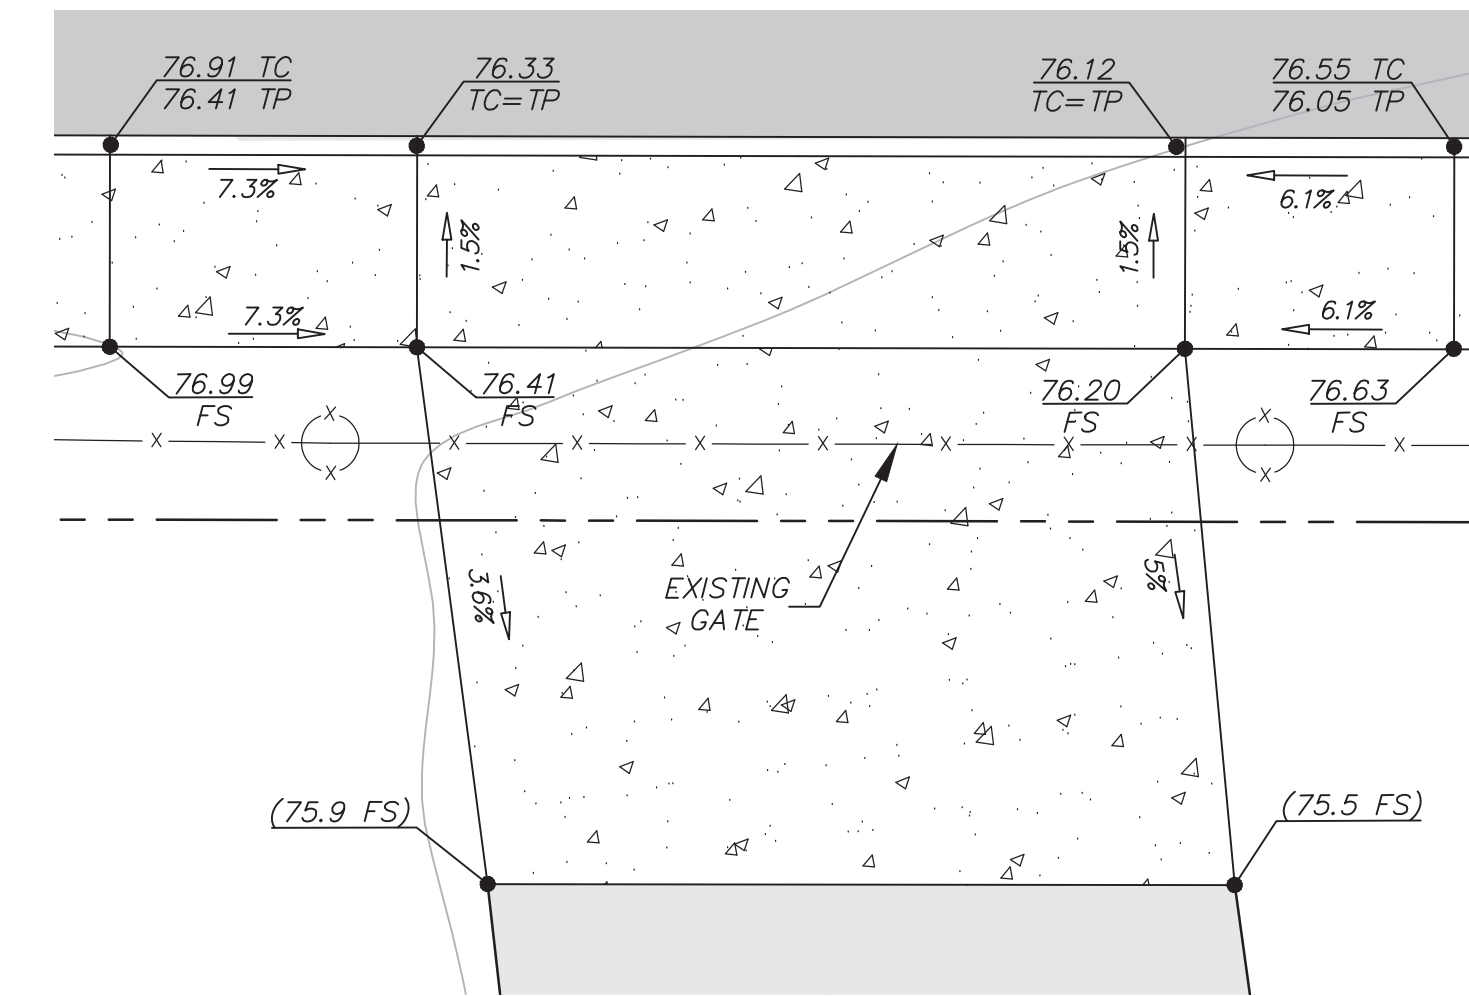 76.91 TC
76.41 TP
76.33
TC=TP
76.12
TC=TP
76.55 TC
76.05 TP
7.3%
1.5%
1.5%
6.1%
7.3%
6.1%
76.99
FS
76.41
FS
76.20
FS
76.63
FS
X X X X X X X X X X X
X X X X
3.6%
EXISTING
GATE
5%
(75.9 FS)
(75.5 FS)